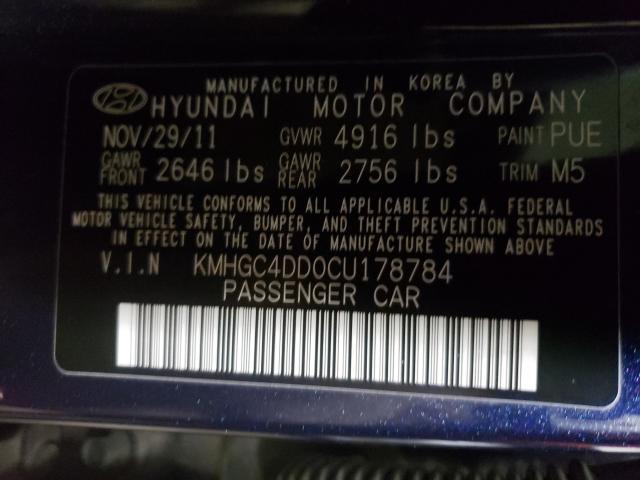 MANUFACTURED IN KOREA BY
HYUNDAI MOTOR COMPANY
NOV/29/11 GVWR 4916 lbs PAINT PUE
GAWR FRONT 2646 lbs GAWR REAR 2756 lbs TRIM M5
THIS VEHICLE CONFORMS TO ALL APPLICABLE U.S.A. FEDERAL
MOTOR VEHICLE SAFETY, BUMPER, AND THEFT PREVENTION STANDARDS
IN EFFECT ON THE DATE OF MANUFACTURE SHOWN ABOVE
V.I.N KMHGC4DD0CU178784
PASSENGER CAR